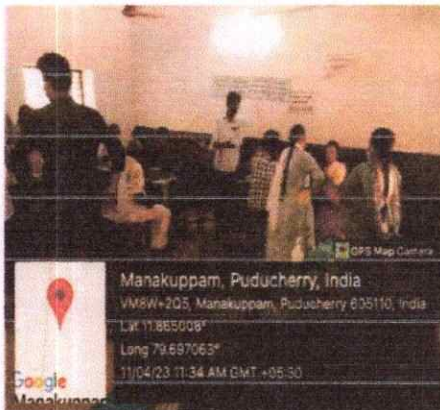 GPS Map Camera
Manakuppam, Puducherry, India
VM8W+2Q5, Manakuppam, Puducherry 605110, India
Lat 11.865008°
Long 79.697063°
11/04/23 11:34 AM GMT +05:30
Google
Manakuppam